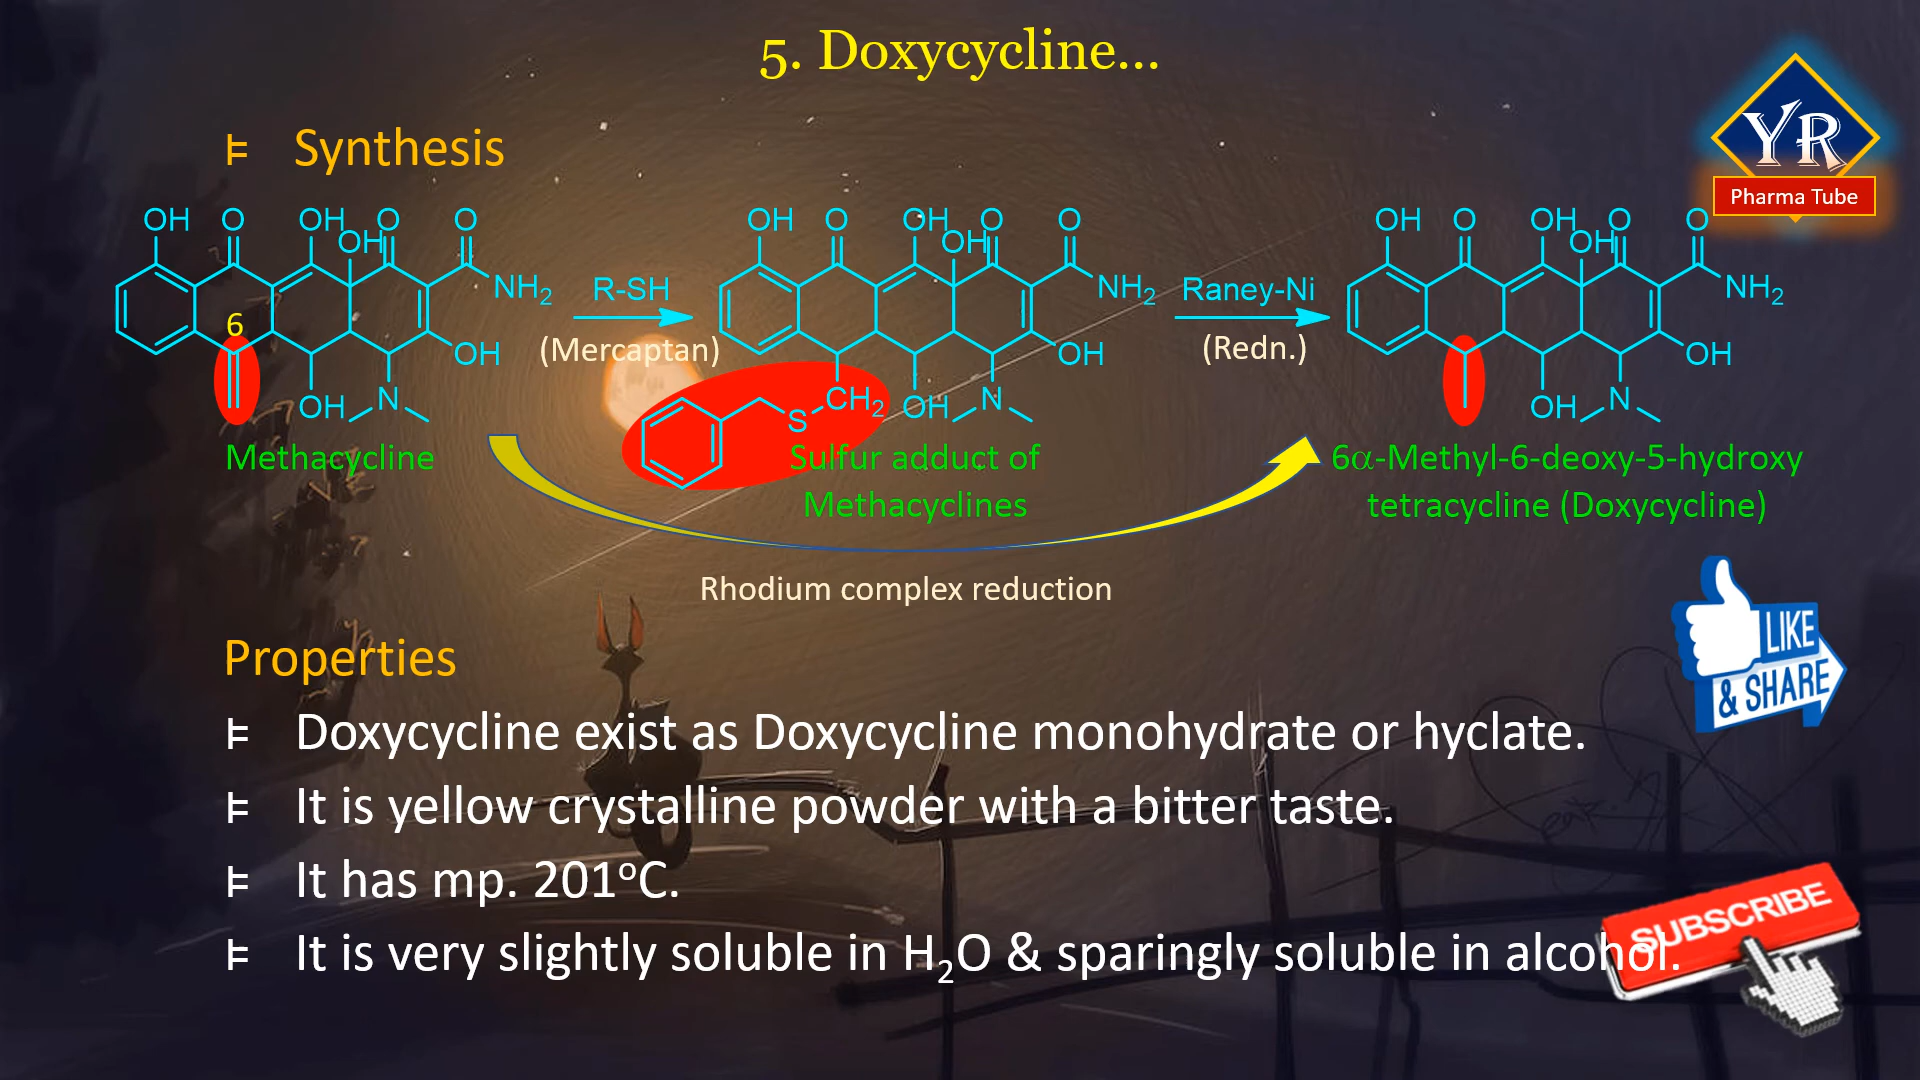 5. Doxycycline...
YR
Pharma Tube
Synthesis
OH O OH OH O O NH2
6
OH OH N
Methacycline
R-SH
(Mercaptan)
OH O OH OH O O NH2
OH
S CH2 OH N
Sulfur adduct of
Methacyclines
Raney-Ni
(Redn.)
OH O OH OH O O NH2
OH
OH N
6α-Methyl-6-deoxy-5-hydroxy
tetracycline (Doxycycline)
Rhodium complex reduction
LIKE
& SHARE
Properties
Doxycycline exist as Doxycycline monohydrate or hyclate.
It is yellow crystalline powder with a bitter taste.
It has mp. 201°C.
It is very slightly soluble in H2O & sparingly soluble in alcohol.
SUBSCRIBE